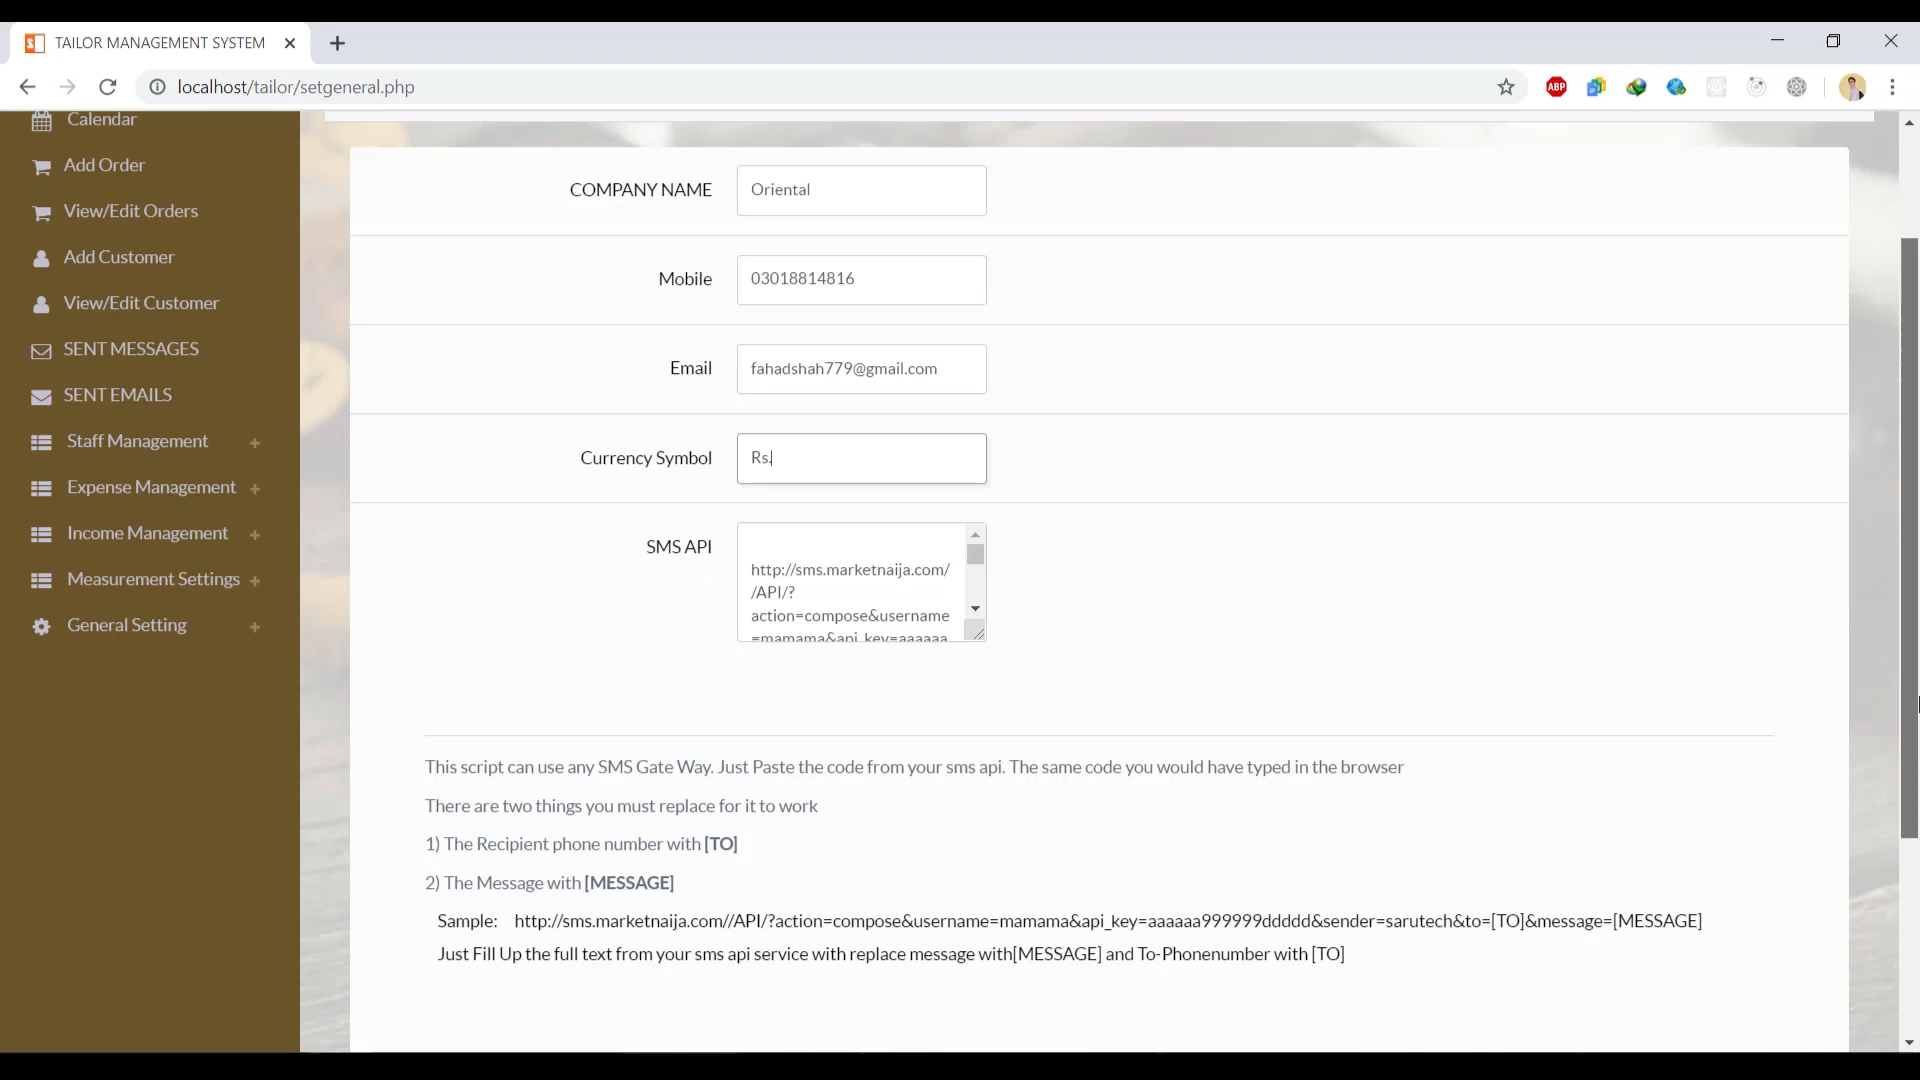 TAILOR MANAGEMENT SYSTEM
localhost/tailor/setgeneral.php
ABP
Calendar
Add Order
View/Edit Orders
Add Customer
View/Edit Customer
SENT MESSAGES
SENT EMAILS
Staff Management +
Expense Management +
Income Management +
Measurement Settings +
General Setting +
COMPANY NAME Oriental
Mobile 03018814816
Email fahadshah779@gmail.com
Currency Symbol Rs.
SMS API
http://sms.marketnaija.com/
/API/?
action=compose&username
=mamama&api_key=aaaaaa
This script can use any SMS Gate Way. Just Paste the code from your sms api. The same code you would have typed in the browser
There are two things you must replace for it to work
1) The Recipient phone number with [TO]
2) The Message with [MESSAGE]
Sample: http://sms.marketnaija.com//API/?action=compose&username=mamama&api_key=aaaaaa999999ddddd&sender=sarutech&to=[TO]&message=[MESSAGE]
Just Fill Up the full text from your sms api service with replace message with[MESSAGE] and To-Phonenumber with [TO]